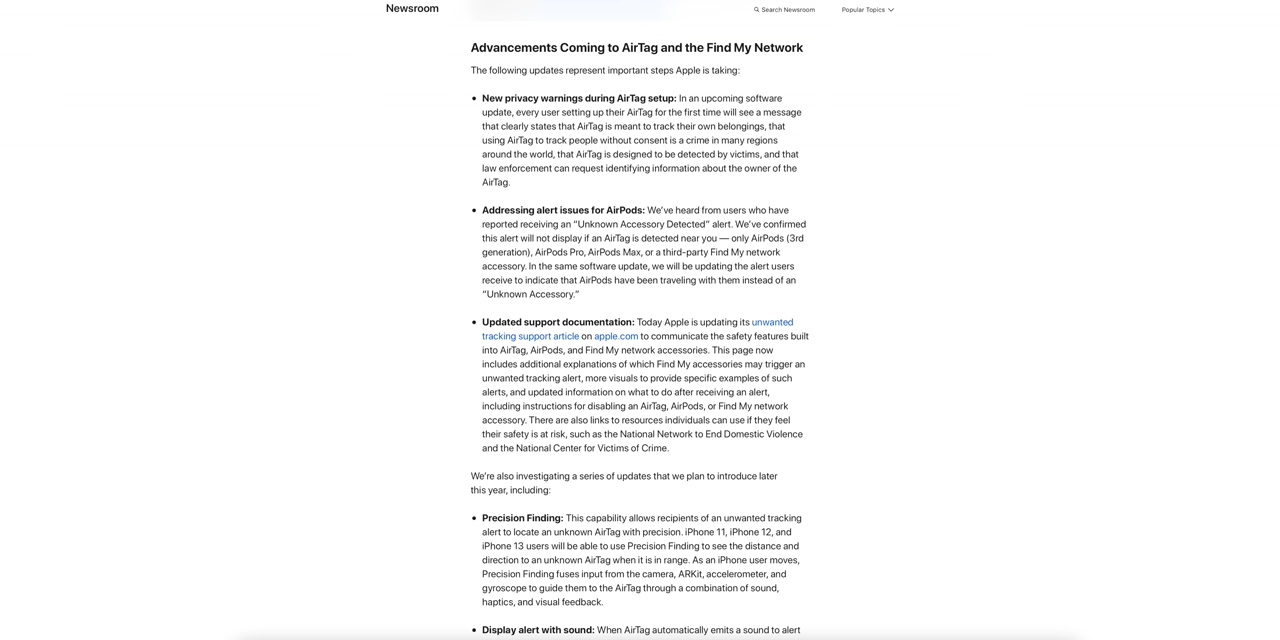 Newsroom
Search Newsroom
Popular Topics
Advancements Coming to AirTag and the Find My Network
The following updates represent important steps Apple is taking:
• New privacy warnings during AirTag setup: In an upcoming software
update, every user setting up their AirTag for the first time will see a message
that clearly states that AirTag is meant to track their own belongings, that
using AirTag to track people without consent is a crime in many regions
around the world, that AirTag is designed to be detected by victims, and that
law enforcement can request identifying information about the owner of the
AirTag.
• Addressing alert issues for AirPods: We’ve heard from users who have
reported receiving an “Unknown Accessory Detected” alert. We’ve confirmed
this alert will not display if an AirTag is detected near you — only AirPods (3rd
generation), AirPods Pro, AirPods Max, or a third-party Find My network
accessory. In the same software update, we will be updating the alert users
receive to indicate that AirPods have been traveling with them instead of an
“Unknown Accessory.”
• Updated support documentation: Today Apple is updating its unwanted
tracking support article on apple.com to communicate the safety features built
into AirTag, AirPods, and Find My network accessories. This page now
includes additional explanations of which Find My accessories may trigger an
unwanted tracking alert, more visuals to provide specific examples of such
alerts, and updated information on what to do after receiving an alert,
including instructions for disabling an AirTag, AirPods, or Find My network
accessory. There are also links to resources individuals can use if they feel
their safety is at risk, such as the National Network to End Domestic Violence
and the National Center for Victims of Crime.
We’re also investigating a series of updates that we plan to introduce later
this year, including:
• Precision Finding: This capability allows recipients of an unwanted tracking
alert to locate an unknown AirTag with precision. iPhone 11, iPhone 12, and
iPhone 13 users will be able to use Precision Finding to see the distance and
direction to an unknown AirTag when it is in range. As an iPhone user moves,
Precision Finding fuses input from the camera, ARKit, accelerometer, and
gyroscope to guide them to the AirTag through a combination of sound,
haptics, and visual feedback.
• Display alert with sound: When AirTag automatically emits a sound to alert